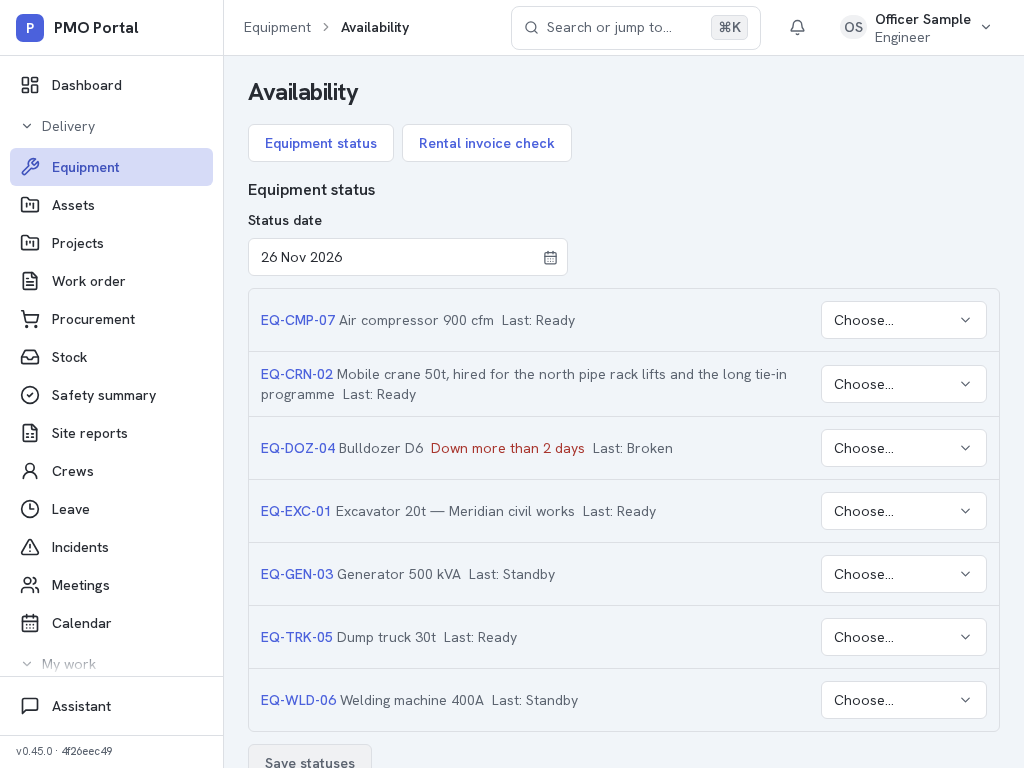 P PMO Portal
Equipment > Availability
Search or jump to... ⌘K
OS Officer Sample
Engineer
Dashboard
Delivery
Equipment
Assets
Projects
Work order
Procurement
Stock
Safety summary
Site reports
Crews
Leave
Incidents
Meetings
Calendar
My work
Assistant
v0.45.0 · 4f26eec49
Availability
Equipment status Rental invoice check
Equipment status
Status date
26 Nov 2026
EQ-CMP-07 Air compressor 900 cfm Last: Ready Choose...
EQ-CRN-02 Mobile crane 50t, hired for the north pipe rack lifts and the long tie-in
programme Last: Ready Choose...
EQ-DOZ-04 Bulldozer D6 Down more than 2 days Last: Broken Choose...
EQ-EXC-01 Excavator 20t — Meridian civil works Last: Ready Choose...
EQ-GEN-03 Generator 500 kVA Last: Standby Choose...
EQ-TRK-05 Dump truck 30t Last: Ready Choose...
EQ-WLD-06 Welding machine 400A Last: Standby Choose...
Save statuses